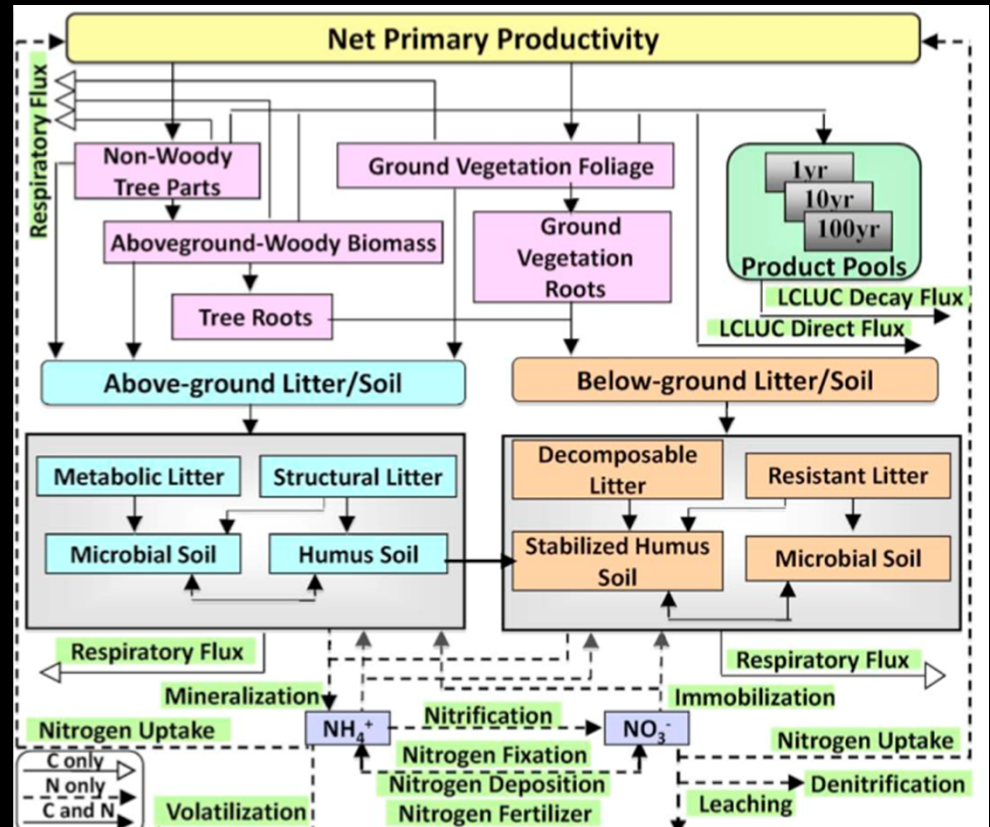 Net Primary Productivity
Respiratory Flux
Non-Woody
Tree Parts
Ground Vegetation Foliage
1yr
10yr
100yr
Product Pools
Aboveground-Woody Biomass
Ground
Vegetation
Roots
Tree Roots
LCLUC Decay Flux
LCLUC Direct Flux
Above-ground Litter/Soil
Below-ground Litter/Soil
Metabolic Litter
Structural Litter
Decomposable
Litter
Resistant Litter
Microbial Soil
Humus Soil
Stabilized Humus
Soil
Microbial Soil
Respiratory Flux
Respiratory Flux
Mineralization
Immobilization
NH₄⁺
Nitrification
NO₃⁻
Nitrogen Uptake
Nitrogen Uptake
Nitrogen Fixation
Nitrogen Deposition
Nitrogen Fertilizer
Denitrification
Leaching
Volatilization
C only
N only
C and N